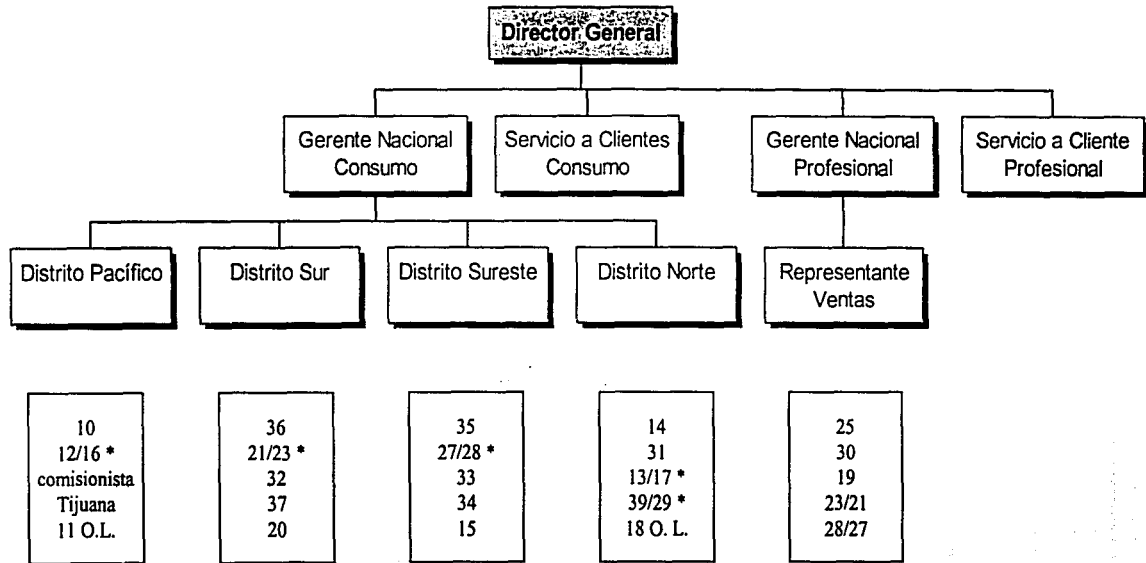 Director General
Gerente Nacional
Consumo
Servicio a Clientes
Consumo
Gerente Nacional
Profesional
Servicio a Cliente
Profesional
Distrito Pacífico
Distrito Sur
Distrito Sureste
Distrito Norte
Representante
Ventas
10
12/16 *
comisionista
Tijuana
11 O.L.
36
21/23 *
32
37
20
35
27/28 *
33
34
15
14
31
13/17 *
39/29 *
18 O. L.
25
30
19
23/21
28/27